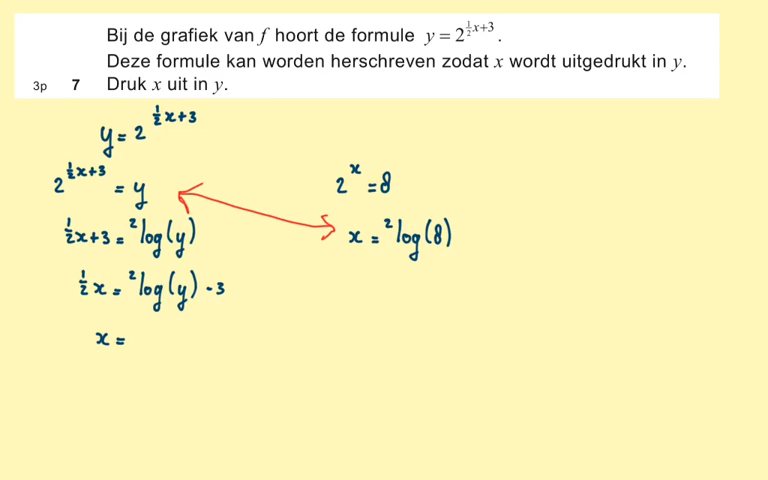 Bij de grafiek van f hoort de formule y = 2^{½x+3}.
Deze formule kan worden herschreven zodat x wordt uitgedrukt in y.
3p 7 Druk x uit in y.
y = 2^{½x+3}
2^{½x+3} = y
½x+3 = ²log(y)
½x = ²log(y) - 3
x =
2^x = 8
x = ²log(8)